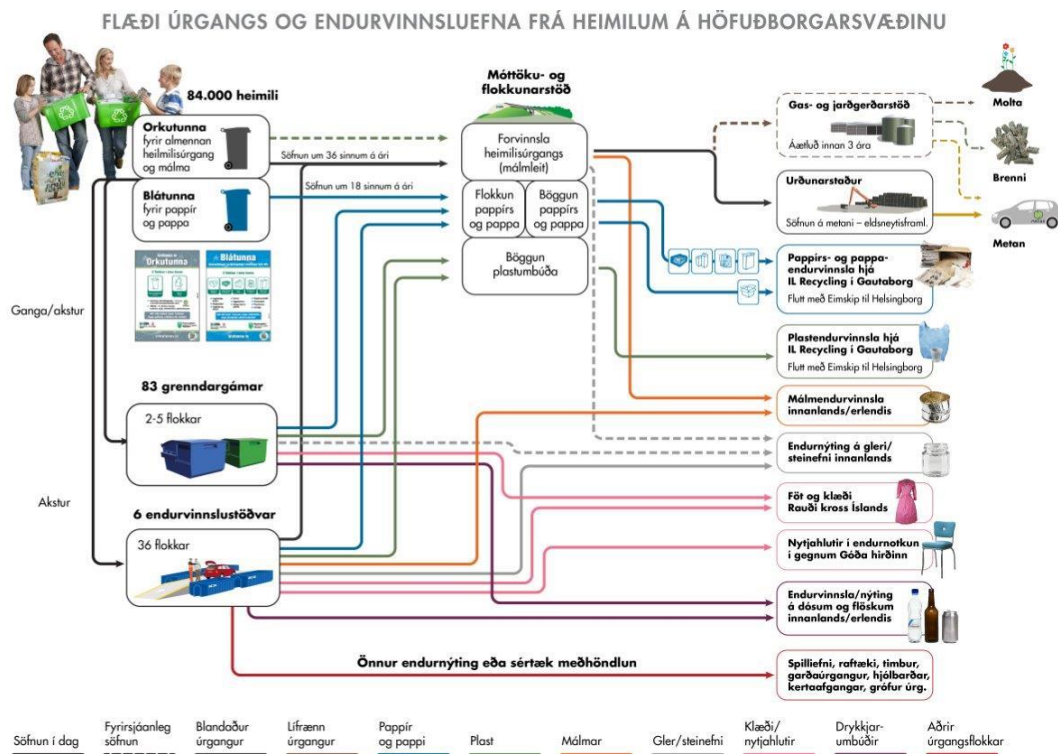 FLÆÐI ÚRGANGS OG ENDURVINNSLUEFNA FRÁ HEIMILUM Á HÖFUÐBORGARSVÆÐINU
84.000 heimili
Orkutunna
fyrir almennan
heilmilisúrgang
og málma
Söfnun um 36 sinnum á ári
Blátunna
fyrir pappír
og pappa
Söfnun um 18 sinnum á ári
Orkutunna
Blátunna
Ganga/akstur
83 grenndargámar
2-5 flokkar
Akstur
6 endurvinnslustöðvar
36 flokkar
Móttöku- og
flokkunarstöð
Forvinnsla
heimilisúrgangs
(málmleit)
Flokkun
pappírs
og pappa
Böggun
pappírs
og pappa
Böggun
plastumbúða
Gas- og jarðgerðarstöð
Áætluð innan 3 ára
Urðunarstaður
Söfnun á metani – eldsneytisframl.
Molta
Brenni
Metan
Pappírs- og pappa-
endurvinnsla hjá
IL Recycling í Gautaborg
Flutt með Eimskip til Helsingborg
Plastendurvinnsla hjá
IL Recycling í Gautaborg
Flutt með Eimskip til Helsingborg
Málmendurvinnsla
innanlands/erlendis
Endurnýting á gleri/
steinefni innanlands
Föt og klæði
Rauði kross Íslands
Nytjahlutir í endurnotkun
í gegnum Góða hirðinn
Endurvinnsla/nýting
á dósum og flöskum
innanlands/erlendis
Önnur endurnýting eða sértæk meðhöndlun
Spilliefni, raftæki, timbur,
garðaúrgangur, hjólbarðar,
kertaafgangar, grófur úrg.
Söfnun í dag
Fyrirsjáanleg
söfnun
Blandaður
úrgangur
Lífrænn
úrgangur
Pappír
og pappi
Plast
Málmar
Gler/steinefni
Klæði/
nytjahlutir
Drykkjar-
umbúðir
Aðrir
úrgangsflokkar